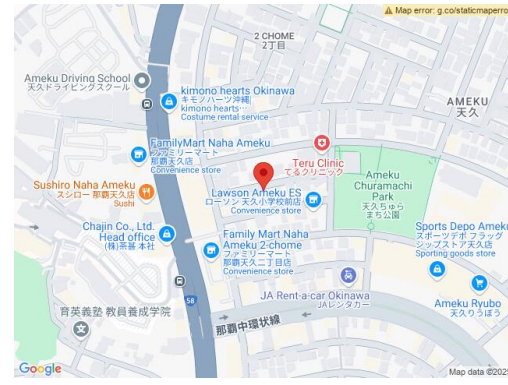 Map error: g.co/staticmaperro
2 CHOME
2丁目
Ameku Driving School
天久ドライビングスクール
kimono hearts Okinawa
キモノハーツ沖縄|
kimono hearts…
Costume rental service
AMEKU
天久
FamilyMart Naha Ameku
ファミリーマート
那覇天久店
Convenience store
Teru Clinic
てるクリニック
Ameku
Churamachi
Park
天久ちゅら
まち公園
Sushiro Naha Ameku
スシロー 那覇天久店
Sushi
Lawson Ameku ES
ローソン 天久小学校前店
Convenience store
Chajin Co., Ltd.
Head office
(株)茶甚 本社
Family Mart Naha
Ameku 2-chome
ファミリーマート
那覇天久二丁目店
Convenience store
Sports Depo Ameku
スポーツデポ フラッグ
シップストア天久店
Sporting goods store
JA Rent-a-car Okinawa
JAレンタカー
Ameku Ryubo
天久りうぼう
58
育英義塾 教員養成学院
那覇中環状線
Google
Map data ©2025